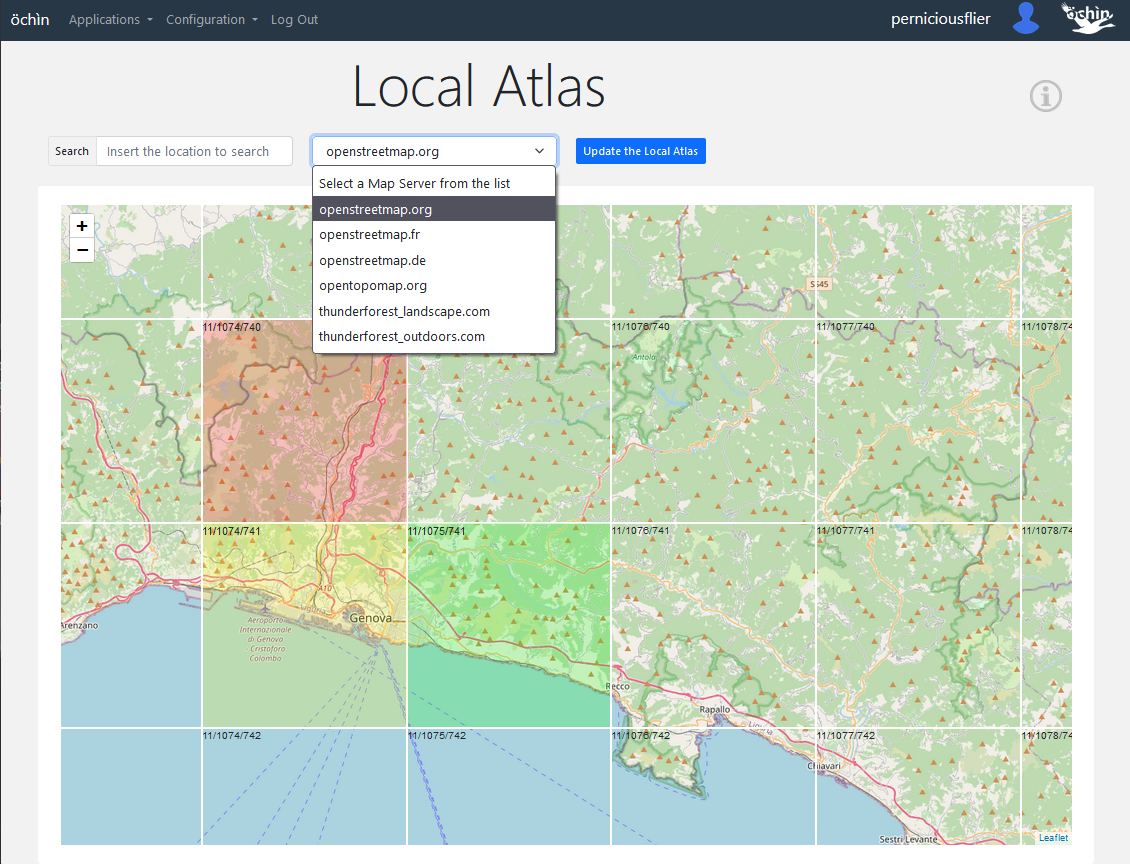 öchìn Applications Configuration Log Out perniciousflier öchìn
Local Atlas
Search Insert the location to search openstreetmap.org Update the Local Atlas
Select a Map Server from the list
openstreetmap.org
openstreetmap.fr
openstreetmap.de
opentopomap.org
thunderforest_landscape.com
thunderforest_outdoors.com
+
−
SS45
11/1074/740 11/1076/740 11/1077/740 11/1078/74
Antola
11/1074/741 11/1075/741 11/1076/741 11/1077/741 11/1078/74
A10
Liguria
Genova
Arenzano
Aeroporto
Internazionale
di Genova
- Cristoforo
Colombo
Recco
Rapallo
Liguria
11/1074/742 11/1075/742 11/1076/742 11/1077/742 11/1078/74
Chiavari
Sestri Levante
Leaflet